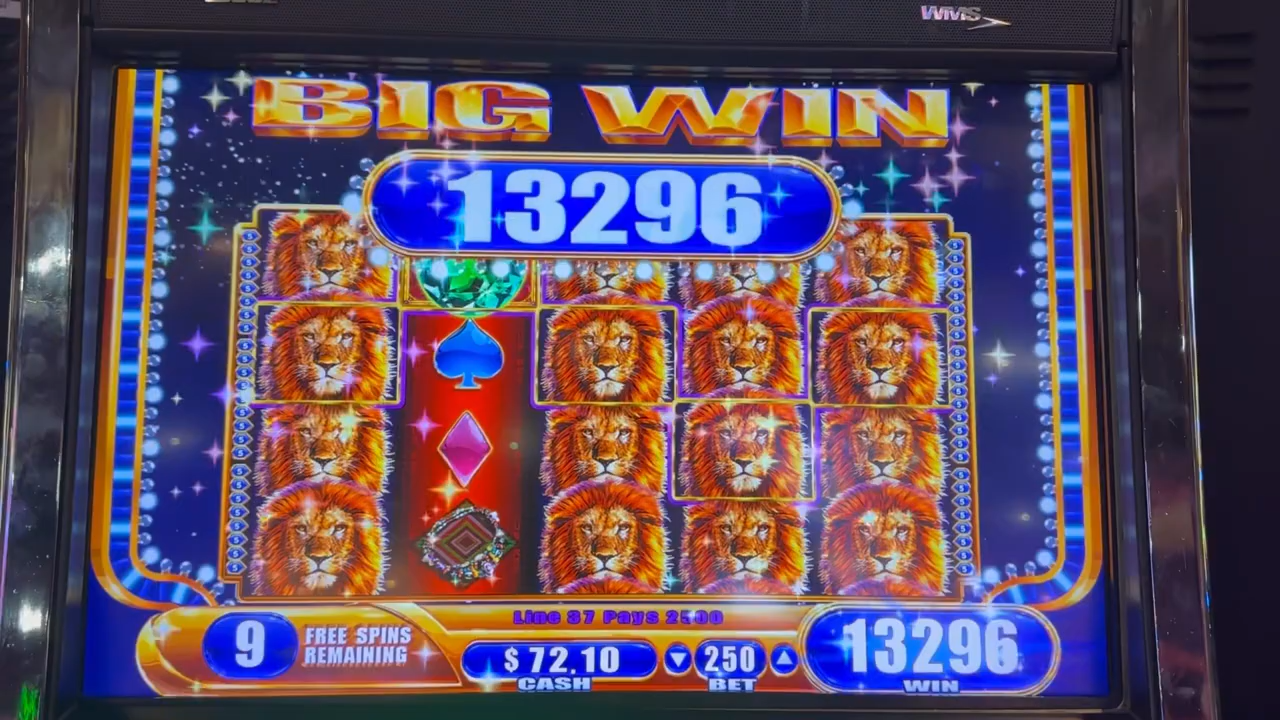 WMS
BIG WIN
13296
Line 37 Pays 2500
9
FREE SPINS
REMAINING
$72.10
CASH
250
BET
13296
WIN